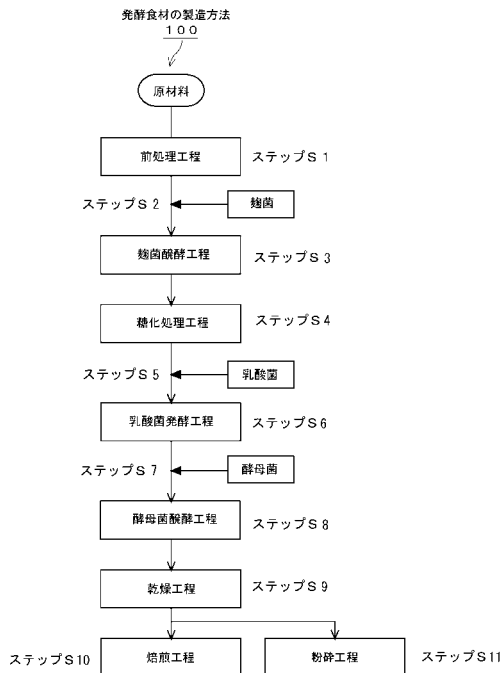 発酵食材の製造方法
１００
原材料
前処理工程 ステップＳ１
ステップＳ２ 麹菌
麹菌醗酵工程 ステップＳ３
糖化処理工程 ステップＳ４
ステップＳ５ 乳酸菌
乳酸菌発酵工程 ステップＳ６
ステップＳ７ 酵母菌
酵母菌醗酵工程 ステップＳ８
乾燥工程 ステップＳ９
ステップＳ10 焙煎工程 粉砕工程 ステップＳ11